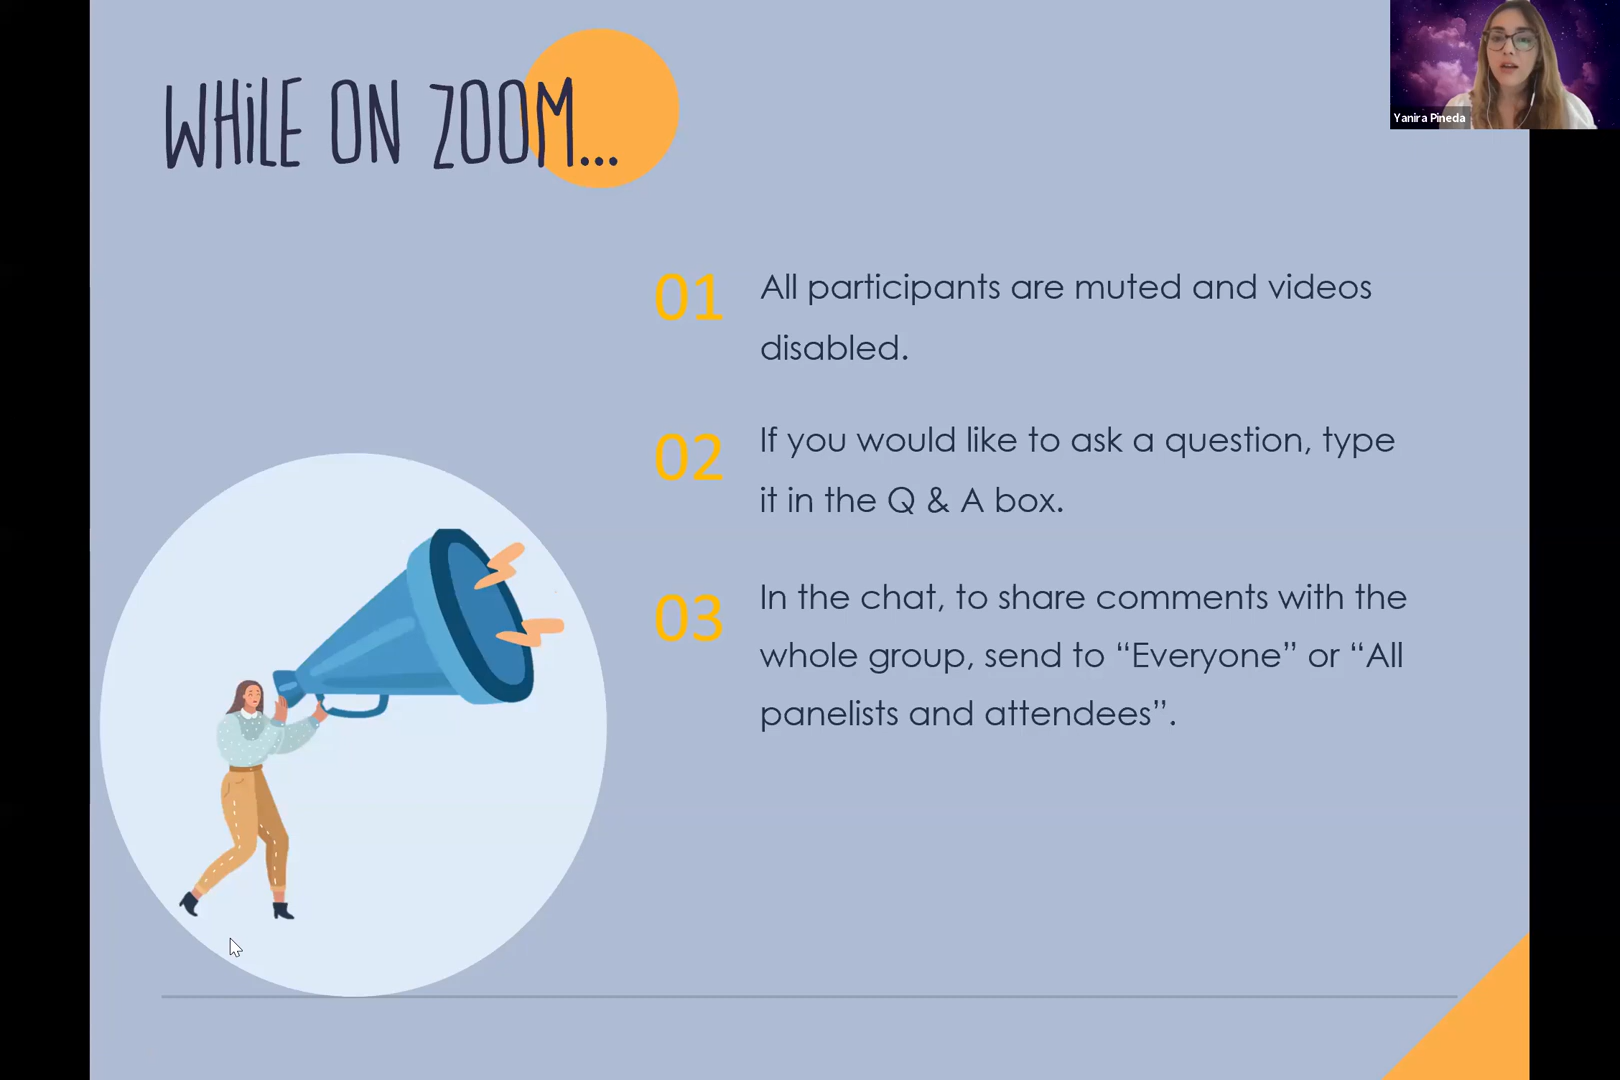 WHiLE ON ZOOM...
Yanira Pineda
01
All participants are muted and videos
disabled.
02
If you would like to ask a question, type
it in the Q & A box.
03
In the chat, to share comments with the
whole group, send to “Everyone” or “All
panelists and attendees”.